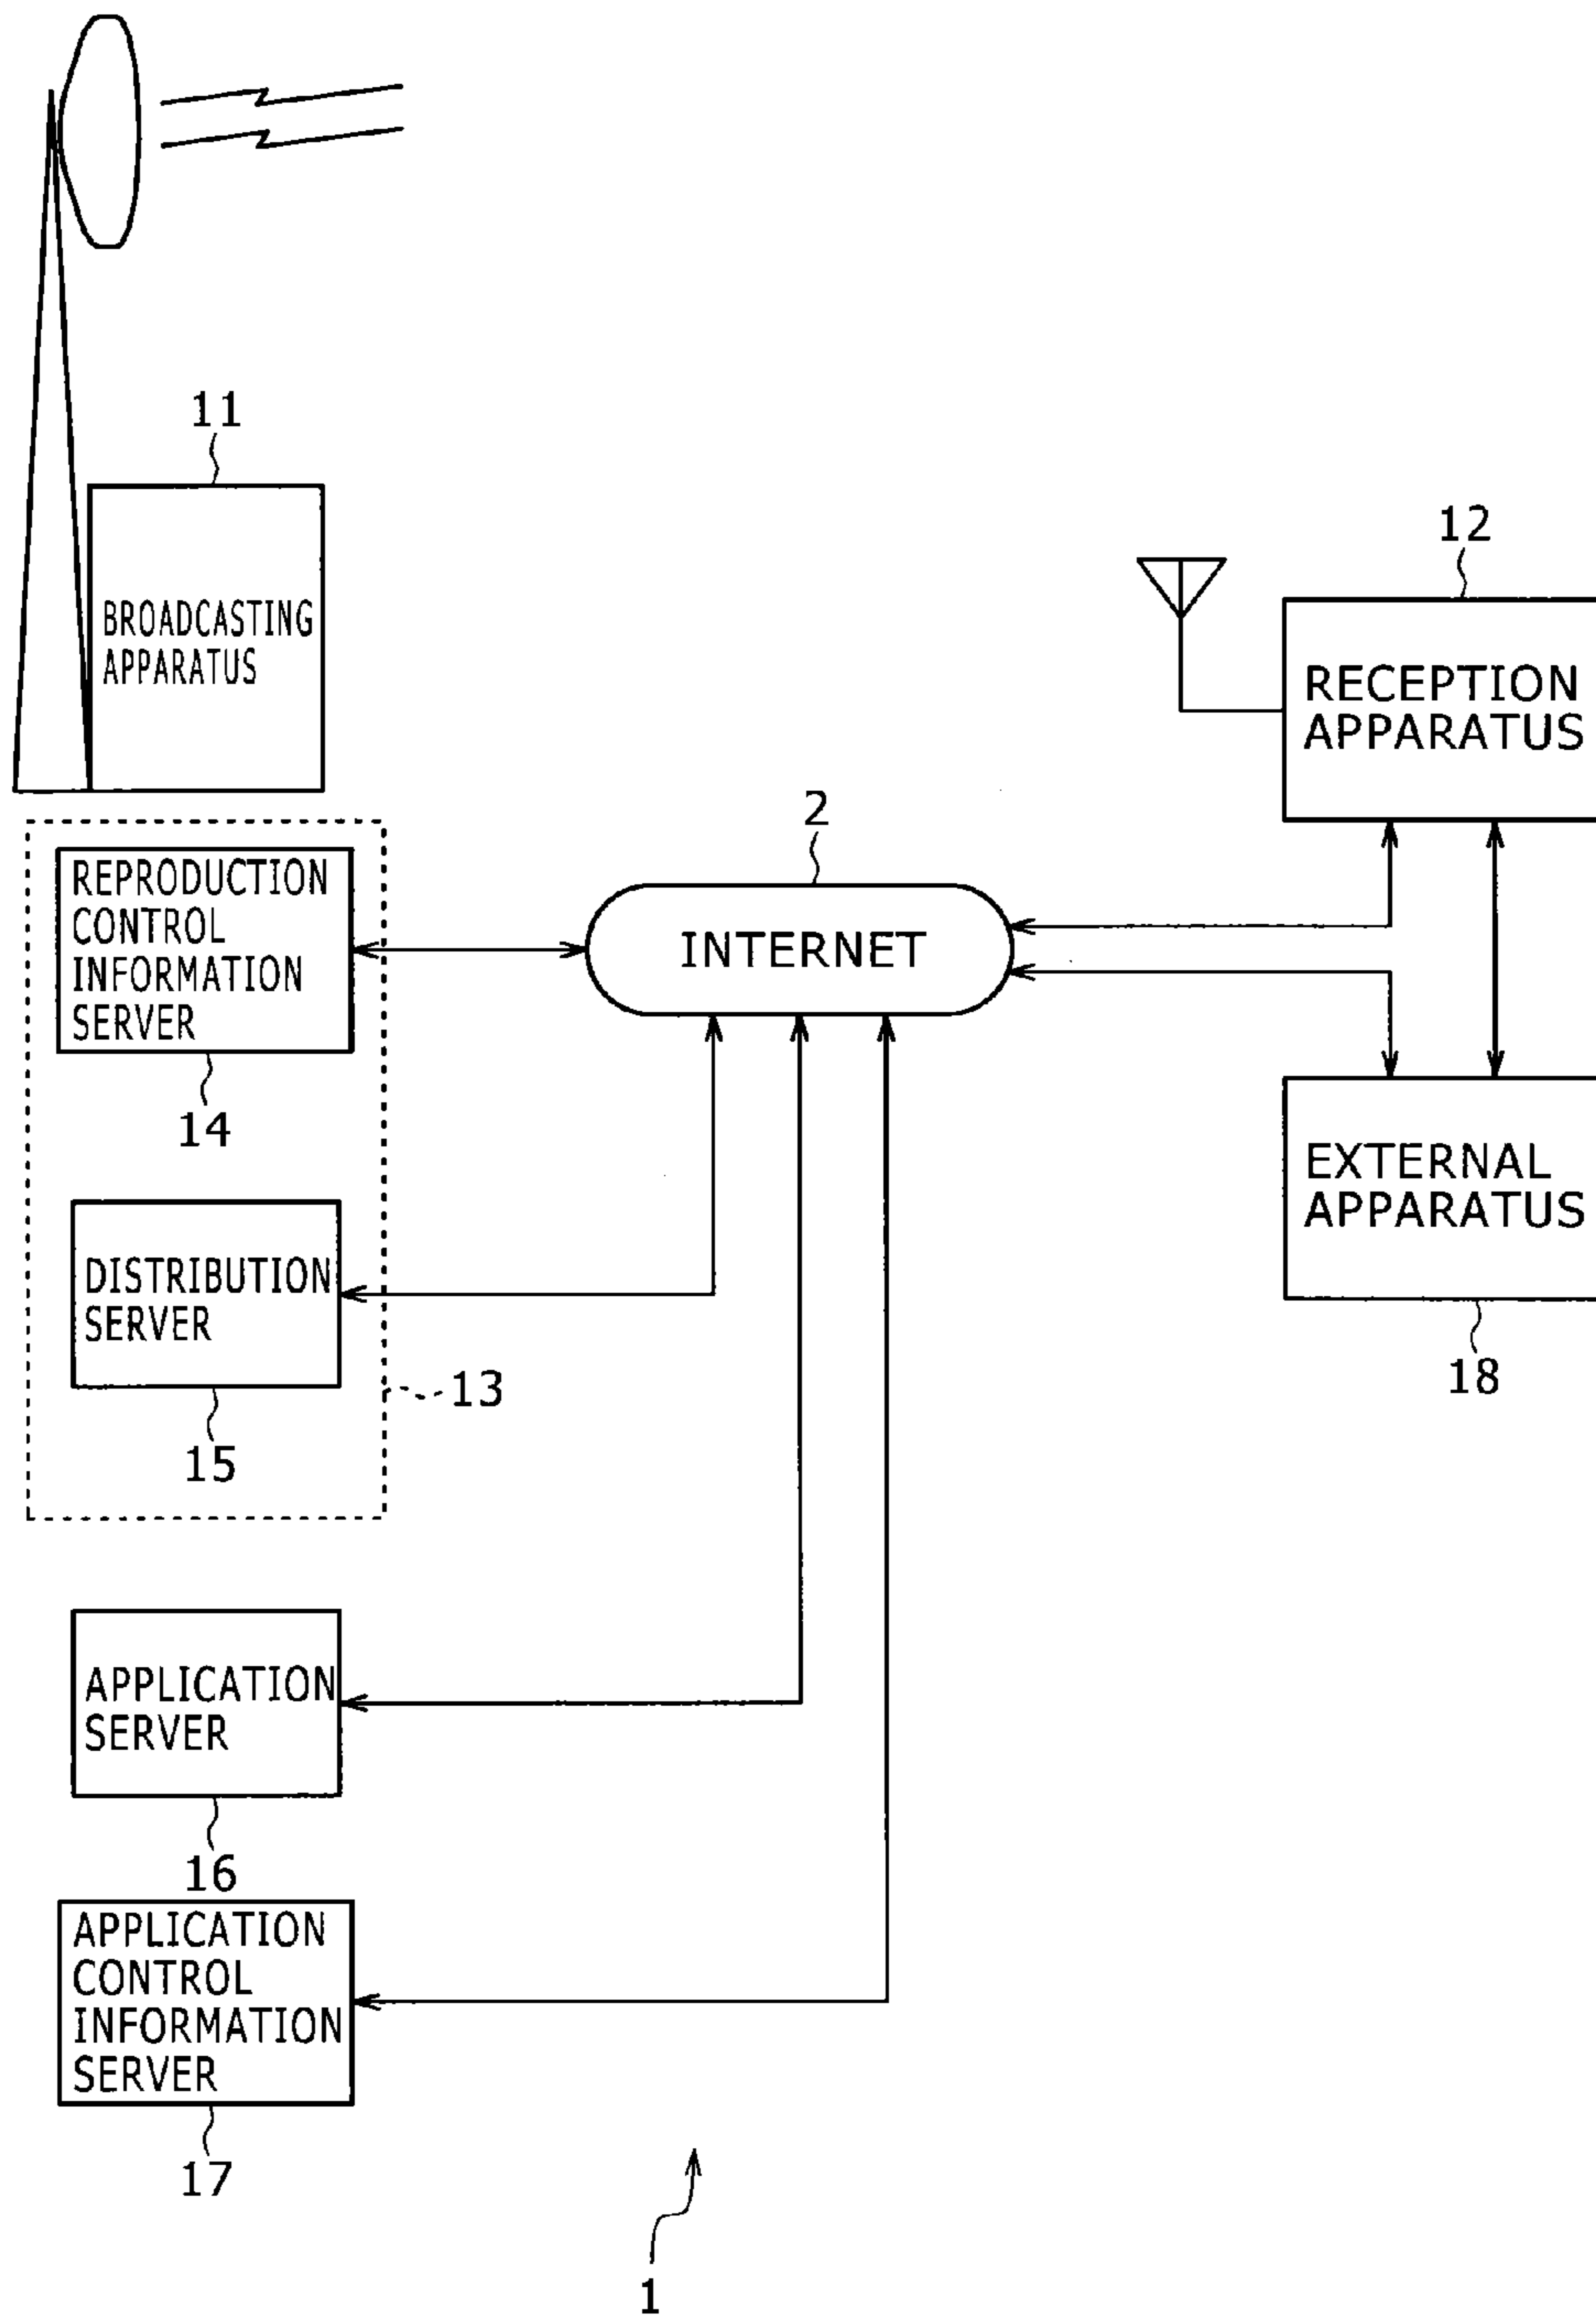 11
BROADCASTING
APPARATUS
12
RECEPTION
APPARATUS
2
INTERNET
REPRODUCTION
CONTROL
INFORMATION
SERVER
14
EXTERNAL
APPARATUS
18
DISTRIBUTION
SERVER
13
15
APPLICATION
SERVER
16
APPLICATION
CONTROL
INFORMATION
SERVER
17
1